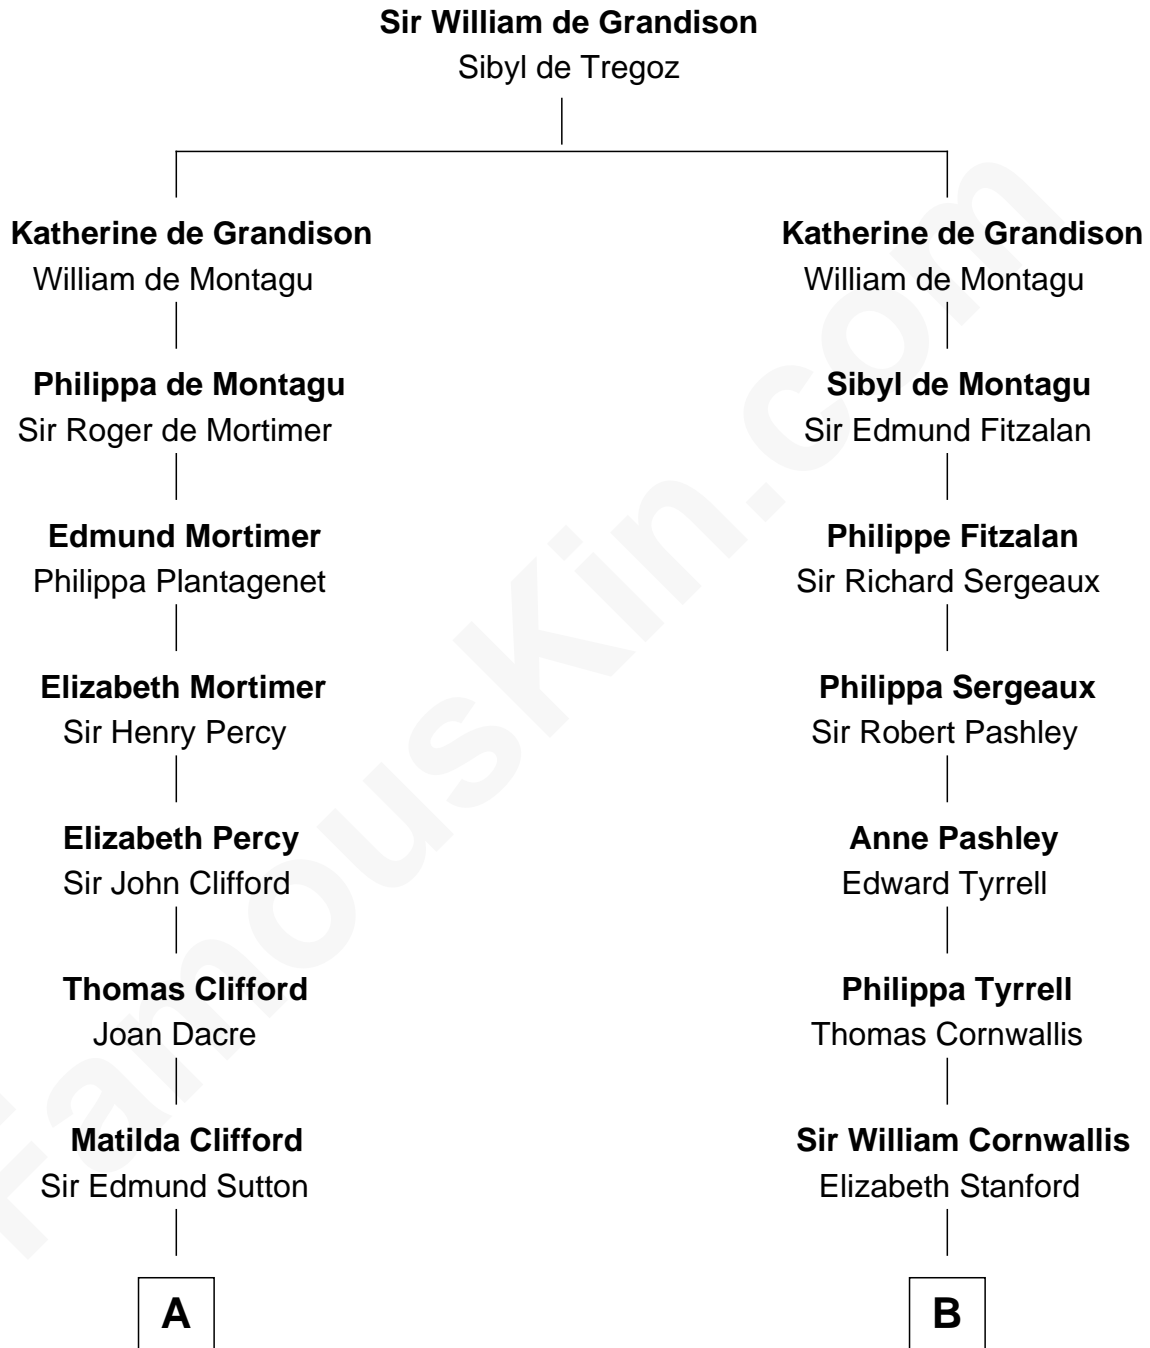 Sir William de Grandison
Sibyl de Tregoz
Katherine de Grandison
William de Montagu
Philippa de Montagu
Sir Roger de Mortimer
Edmund Mortimer
Philippa Plantagenet
Elizabeth Mortimer
Sir Henry Percy
Elizabeth Percy
Sir John Clifford
Thomas Clifford
Joan Dacre
Matilda Clifford
Sir Edmund Sutton
A
Katherine de Grandison
William de Montagu
Sibyl de Montagu
Sir Edmund Fitzalan
Philippe Fitzalan
Sir Richard Sergeaux
Philippa Sergeaux
Sir Robert Pashley
Anne Pashley
Edward Tyrrell
Philippa Tyrrell
Thomas Cornwallis
Sir William Cornwallis
Elizabeth Stanford
B
FamousKin.com